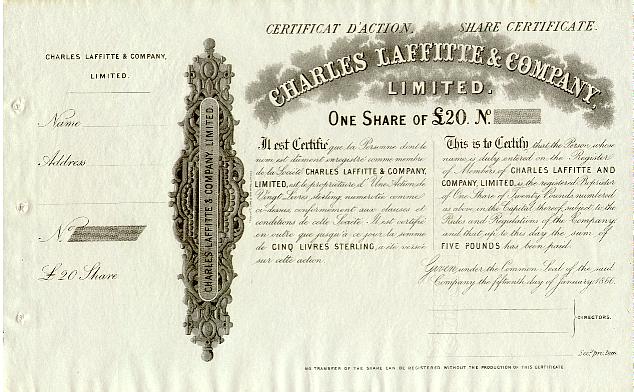 CHARLES LAFFITTE & COMPANY,
LIMITED.
Name
Address
No
£20 Share
CHARLES LAFFITTE & COMPANY LIMITED.
CERTIFICAT D'ACTION. SHARE CERTIFICATE.
CHARLES LAFFITTE & COMPANY,
LIMITED.
ONE SHARE OF £20. No.
Il est Certifié que la Personne dont le
nom est dûment enregistré comme membre
de la Société CHARLES LAFFITTE & COMPANY,
LIMITED, est le propriétaire d'Une Action de
Vingt Livres sterling numerotée comme
ci-dessus, conformément aux clauses et
conditions de cette Société. Il est certifié
en outre que jusqu'à ce jour la somme
de CINQ LIVRES STERLING, a été versée
sur cette action.
This is to Certify that the Person, whose
name is duly entered on the Register
of Members of CHARLES LAFFITTE AND
COMPANY, LIMITED, is the registered Proprietor
of One Share of Twenty Pounds numbered
as above, in the Capital thereof, subject to the
Rules and Regulations of the Company
and that up to this day the sum of
FIVE POUNDS has been paid.
Given under the Common Seal of the said
Company the fifteenth day of January 1866.
DIRECTORS.
Secy. pro. tem.
NO TRANSFER OF THE SHARE CAN BE REGISTERED WITHOUT THE PRODUCTION OF THIS CERTIFICATE